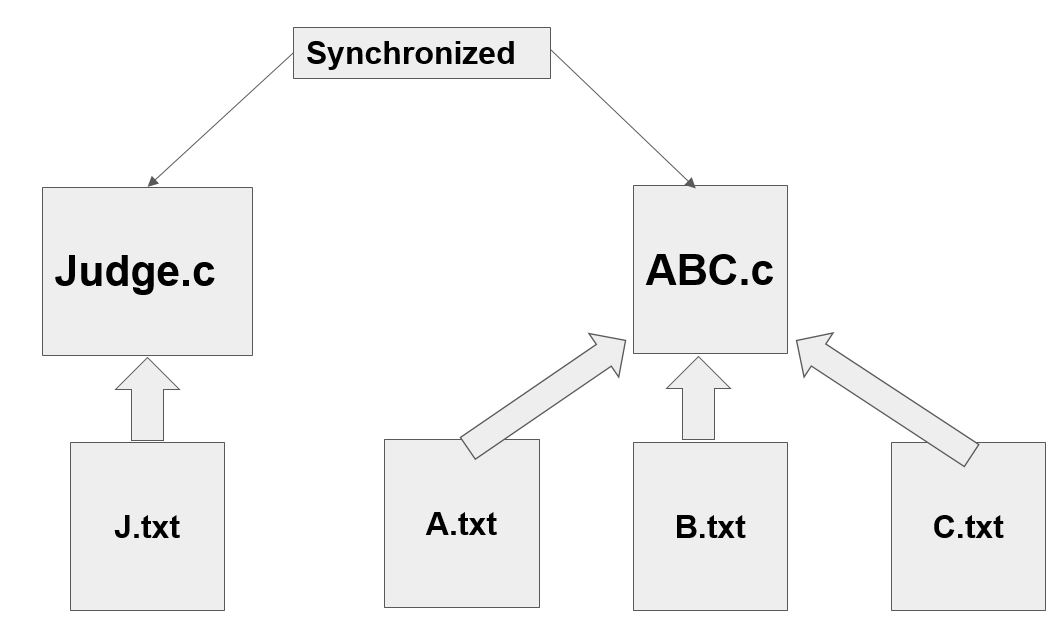 Synchronized
Judge.c
ABC.c
J.txt
A.txt
B.txt
C.txt